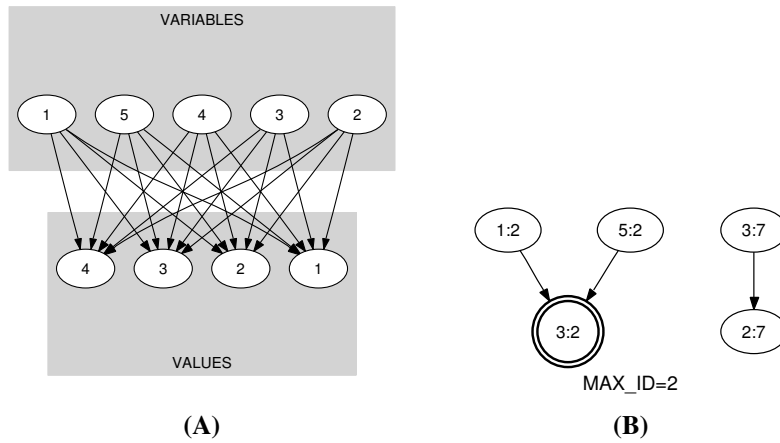 VARIABLES
1 5 4 3 2
4 3 2 1
VALUES
(A)
1:2 5:2 3:7
3:2 2:7
MAX_ID=2
(B)